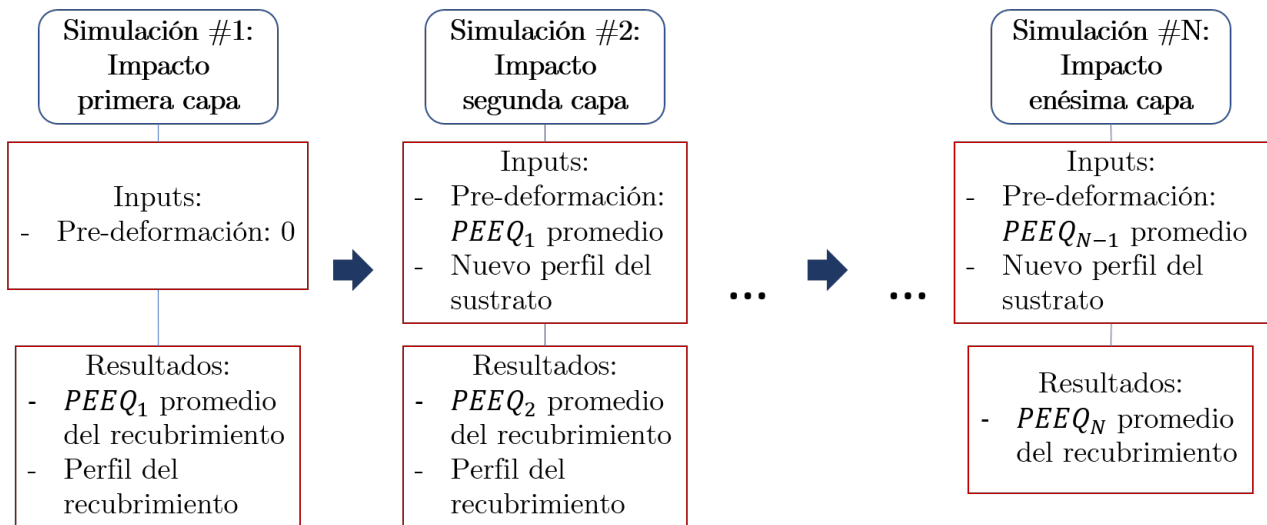 Simulación #1:
Impacto
primera capa
Inputs:
- Pre-deformación: 0
Resultados:
- PEEQ₁ promedio
del recubrimiento
- Perfil del
recubrimiento
Simulación #2:
Impacto
segunda capa
Inputs:
- Pre-deformación:
PEEQ₁ promedio
- Nuevo perfil del
sustrato
Resultados:
- PEEQ₂ promedio
del recubrimiento
- Perfil del
recubrimiento
...
...
Simulación #N:
Impacto
enésima capa
Inputs:
- Pre-deformación:
PEEQ_{N−1} promedio
- Nuevo perfil del
sustrato
Resultados:
- PEEQ_N promedio
del recubrimiento